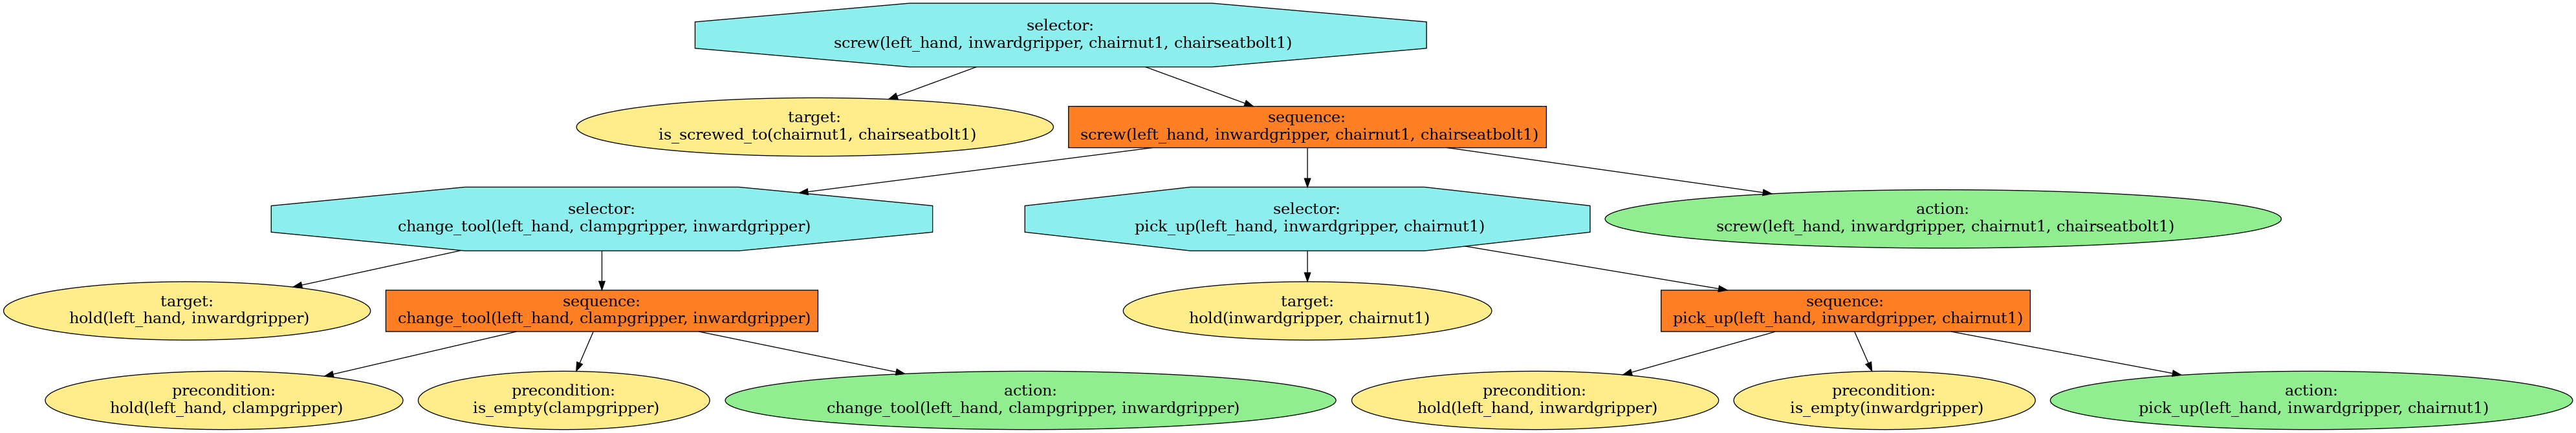 selector:
screw(left_hand, inwardgripper, chairnut1, chairseatbolt1)
target:
is_screwed_to(chairnut1, chairseatbolt1)
sequence:
screw(left_hand, inwardgripper, chairnut1, chairseatbolt1)
selector:
change_tool(left_hand, clampgripper, inwardgripper)
selector:
pick_up(left_hand, inwardgripper, chairnut1)
action:
screw(left_hand, inwardgripper, chairnut1, chairseatbolt1)
target:
hold(left_hand, inwardgripper)
sequence:
change_tool(left_hand, clampgripper, inwardgripper)
target:
hold(inwardgripper, chairnut1)
sequence:
pick_up(left_hand, inwardgripper, chairnut1)
precondition:
hold(left_hand, clampgripper)
precondition:
is_empty(clampgripper)
action:
change_tool(left_hand, clampgripper, inwardgripper)
precondition:
hold(left_hand, inwardgripper)
precondition:
is_empty(inwardgripper)
action:
pick_up(left_hand, inwardgripper, chairnut1)